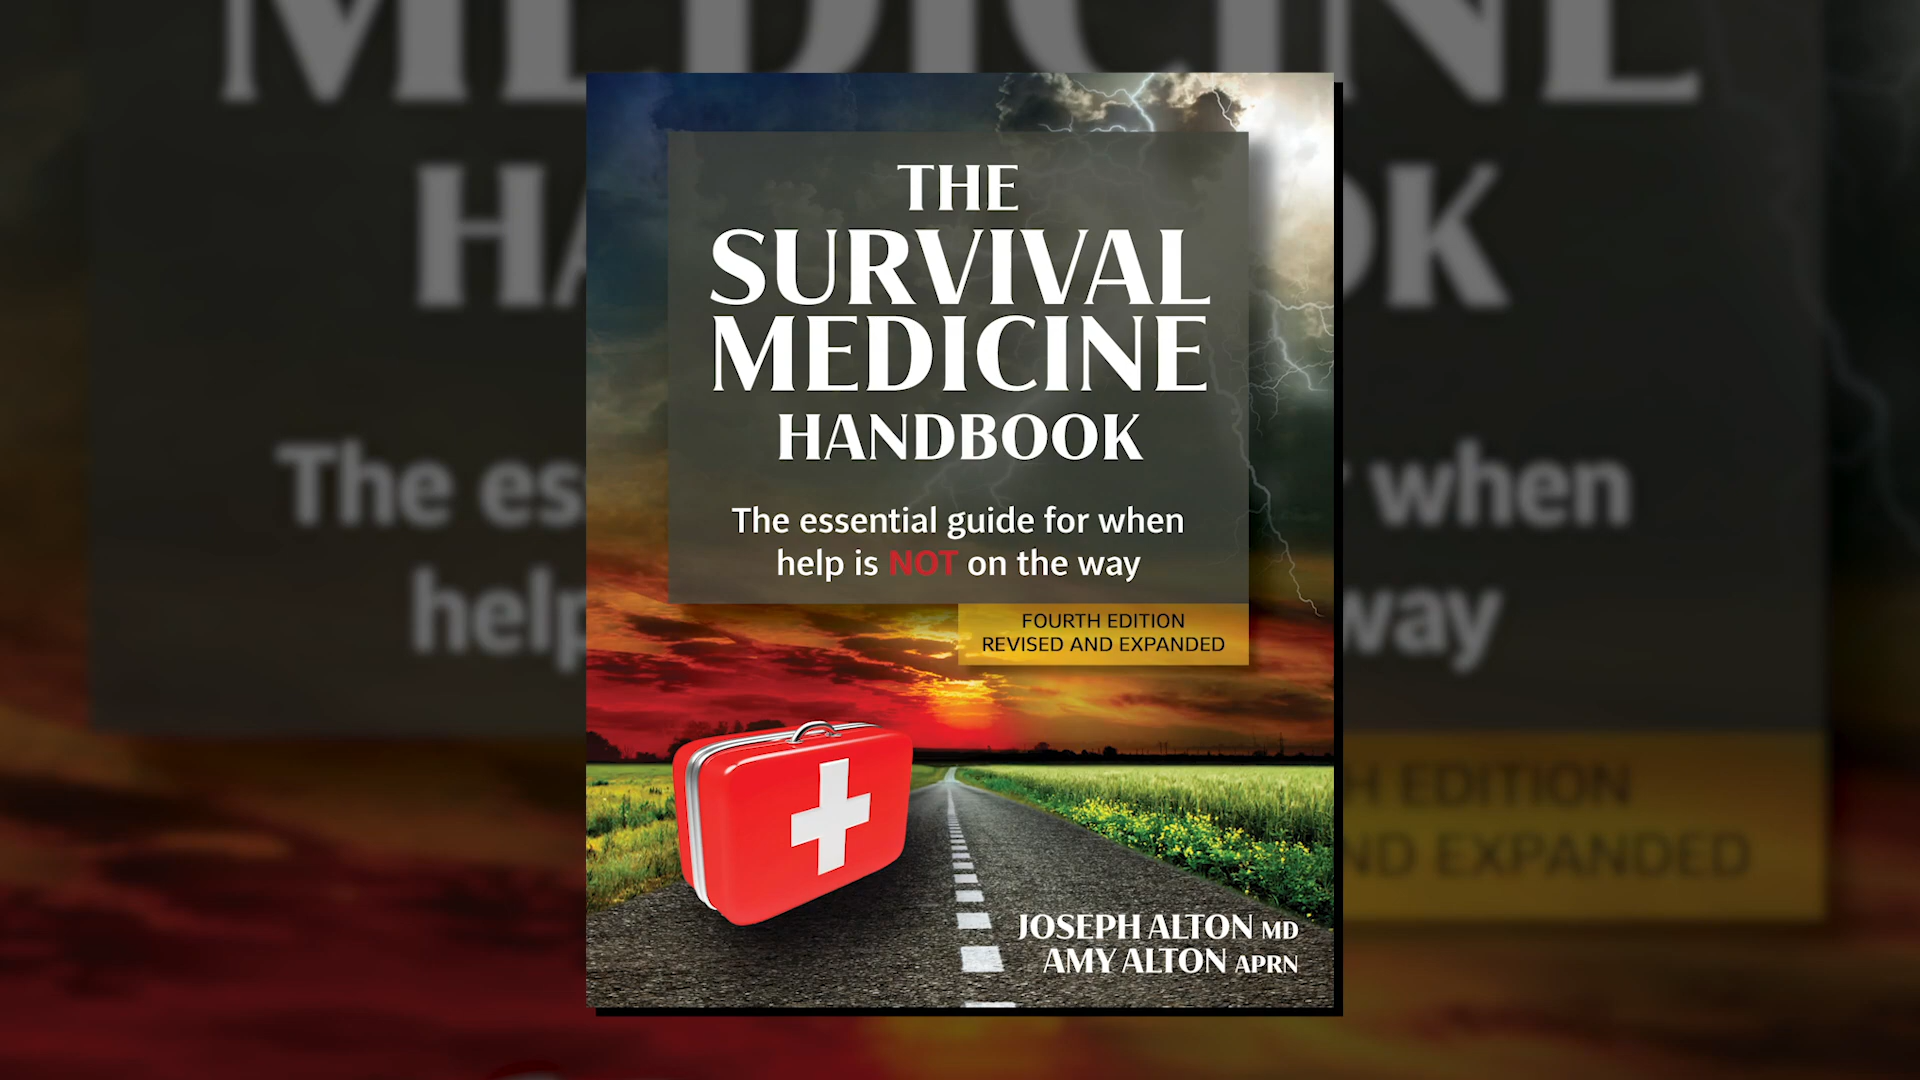 THE
SURVIVAL
MEDICINE
HANDBOOK
The essential guide for when
help is NOT on the way
FOURTH EDITION
REVISED AND EXPANDED
JOSEPH ALTON MD
AMY ALTON APRN